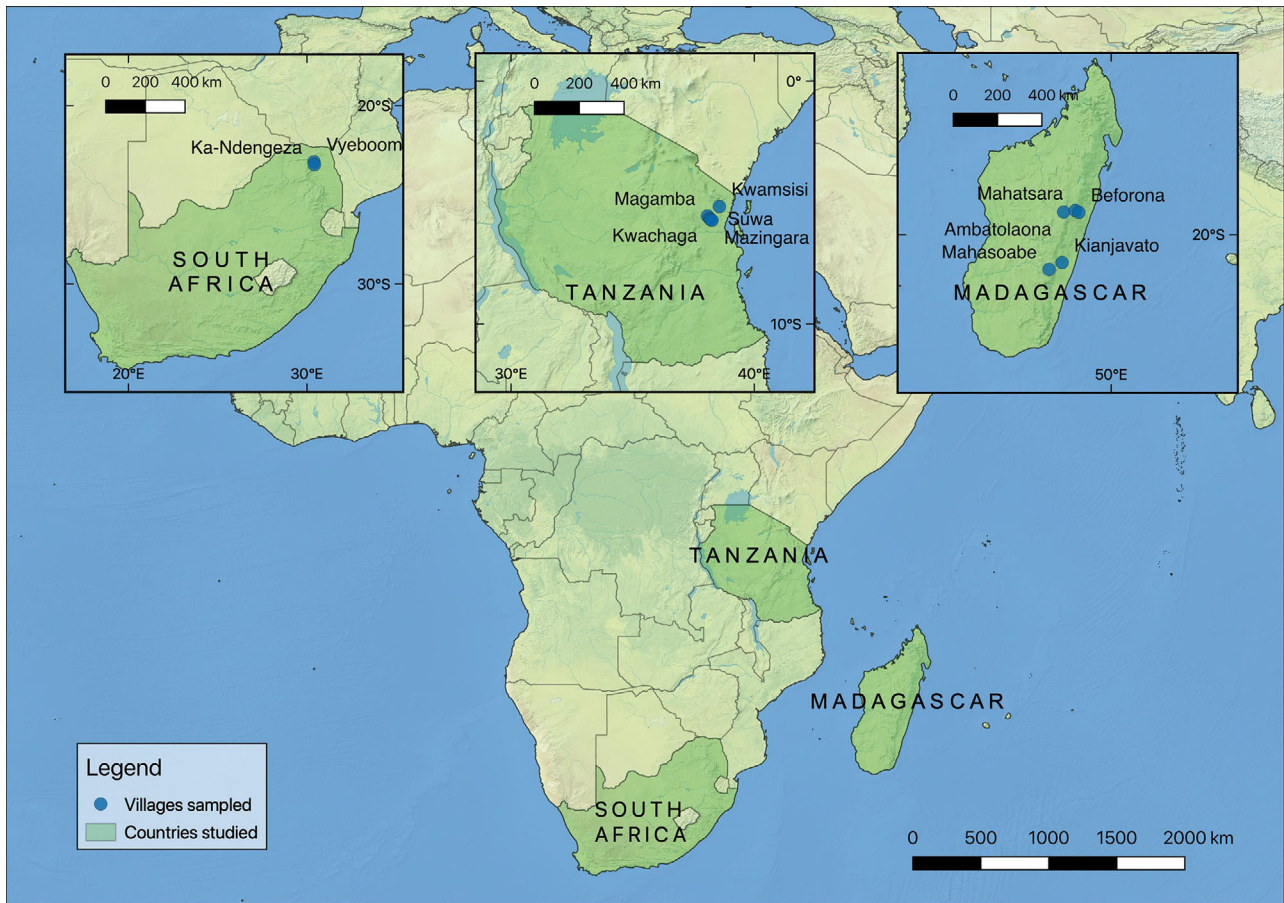 0 200 400 km
20°S
Ka-Ndengeza
Vyeboom
SOUTH
AFRICA
30°S
20°E
30°E
0 200 400 km
0°
Kwamsisi
Magamba
Suwa
Kwachaga
Mazingara
TANZANIA
10°S
30°E
40°E
0 200 400 km
Mahatsara
Beforona
Ambatolaona
20°S
Mahasoabe
Kianjavato
MADAGASCAR
50°E
TANZANIA
MADAGASCAR
SOUTH
AFRICA
Legend
Villages sampled
Countries studied
0 500 1000 1500 2000 km